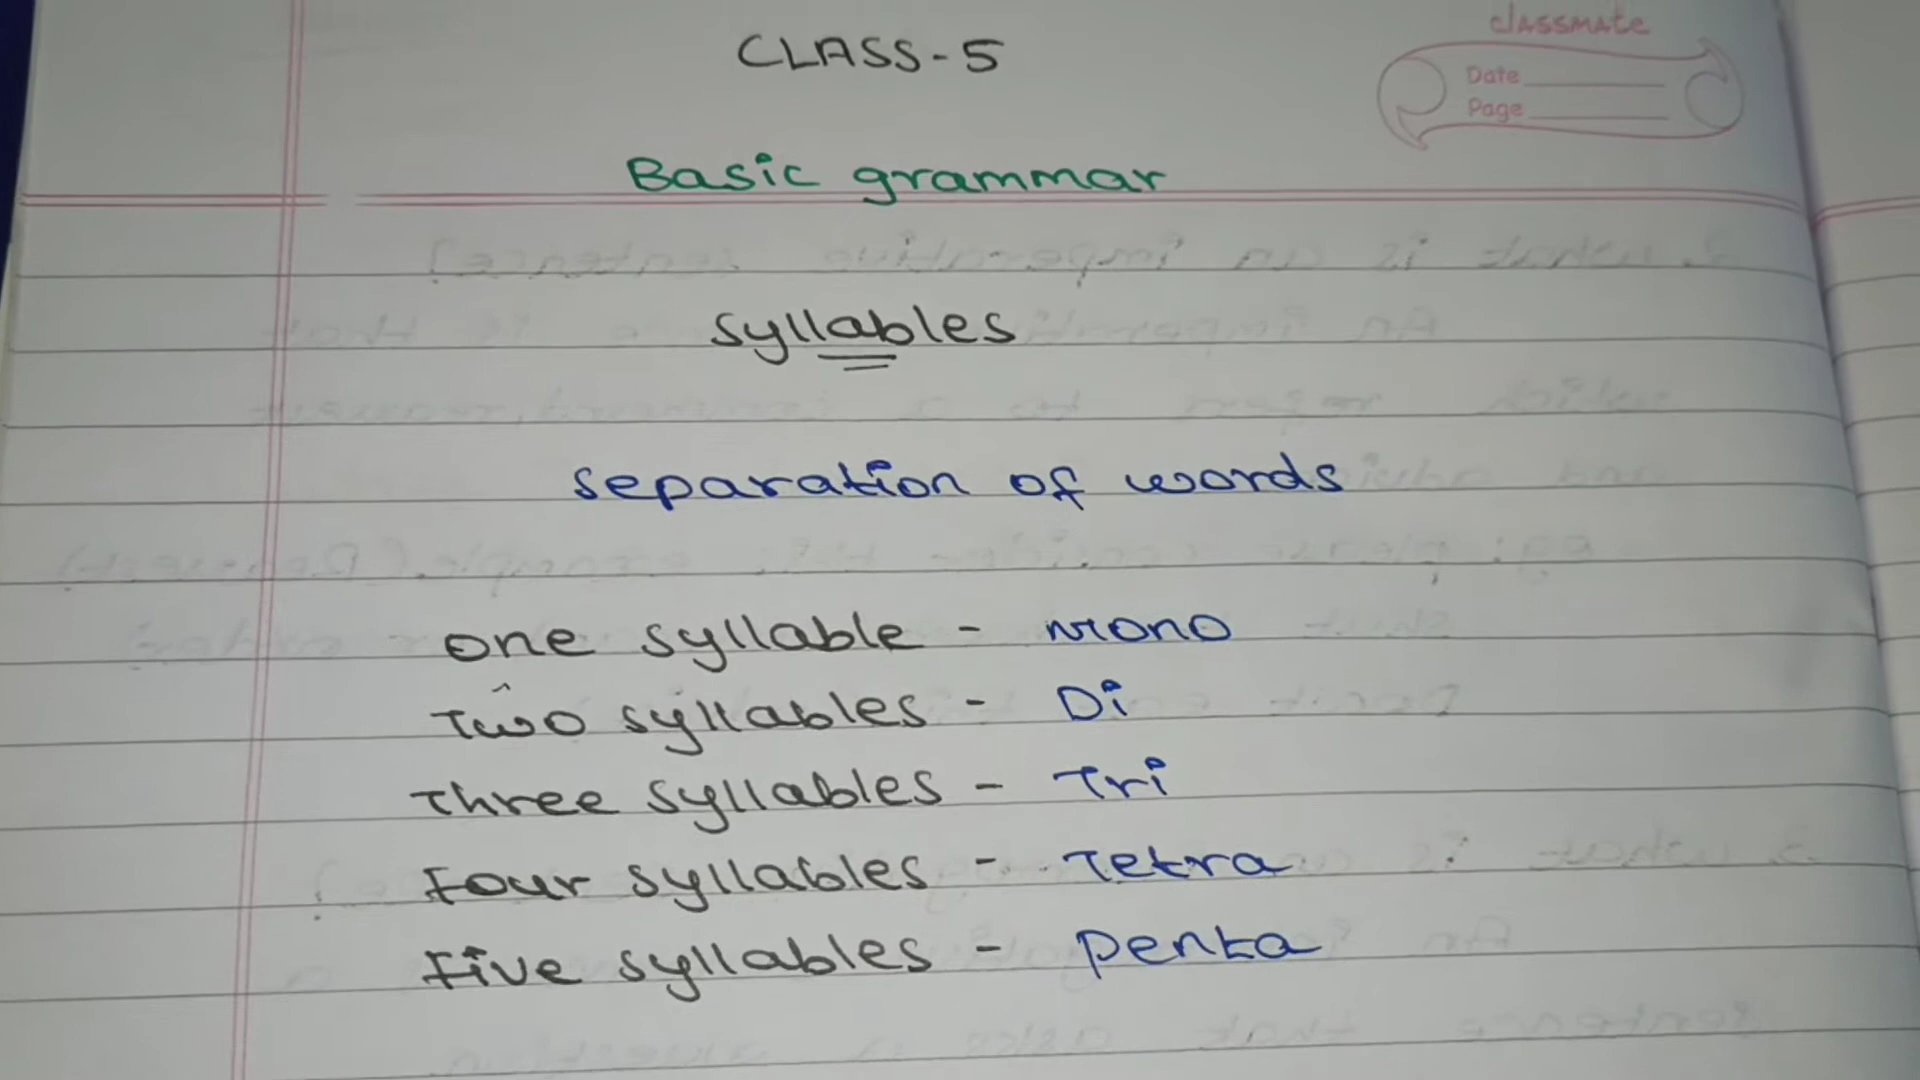 classmate
CLASS-5
Date
Page
Basic grammar
syllables
separation of words
one syllable - Mono
Two syllables - Di
Three syllables - Tri
Four syllables - Tetra
Five syllables - Penta